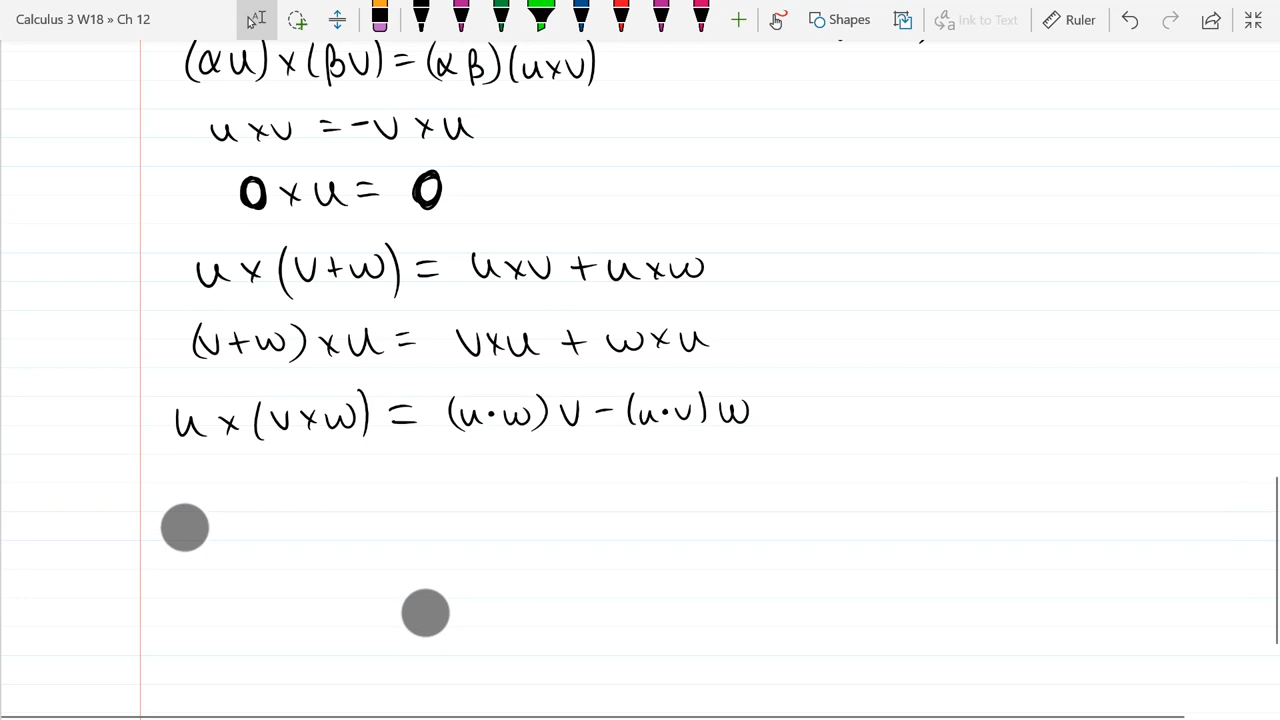 Calculus 3 W18 » Ch 12
Ink to Text
Shapes
Ruler
(αu)×(βv)=(αβ)(u×v)
u×v = -v×u
0×u = 0
u×(v+w) = u×v + u×w
(v+w)×u = v×u + w×u
u×(v×w) = (u·w)v - (u·v)w